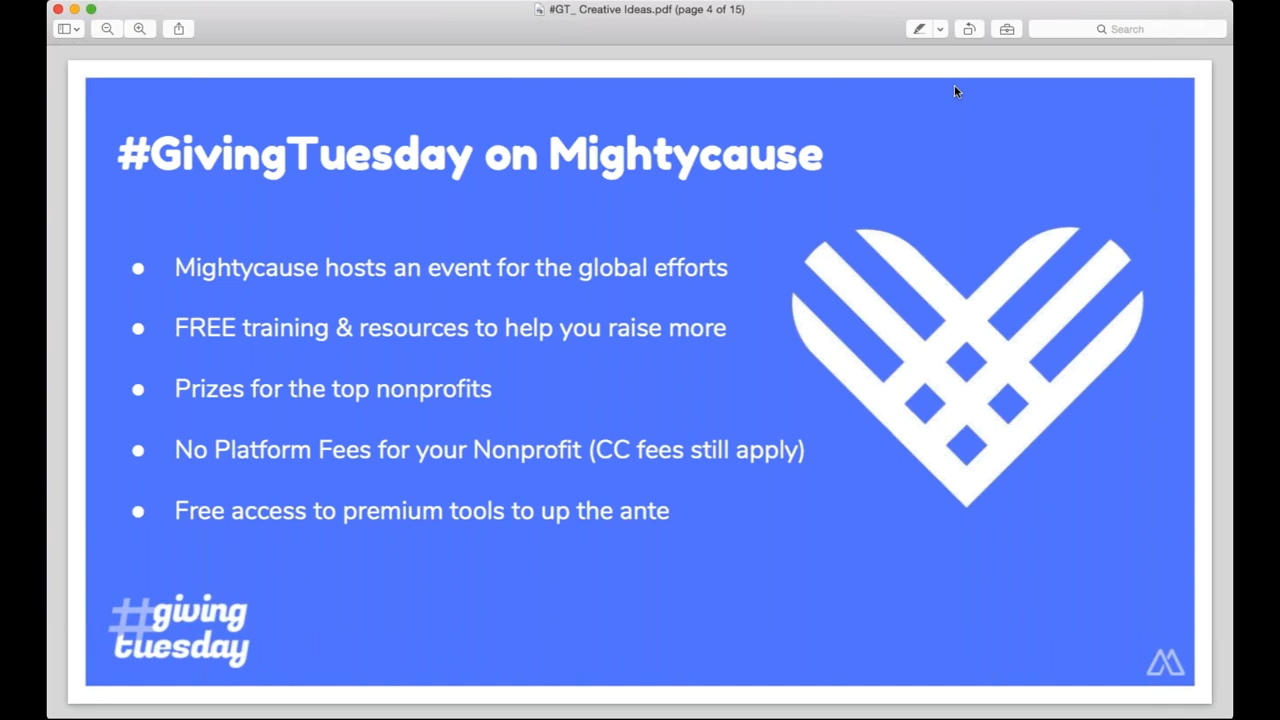 #GT_ Creative Ideas.pdf (page 4 of 15)
Search
#GivingTuesday on Mightycause
● Mightycause hosts an event for the global efforts
● FREE training & resources to help you raise more
● Prizes for the top nonprofits
● No Platform Fees for your Nonprofit (CC fees still apply)
● Free access to premium tools to up the ante
#giving
tuesday